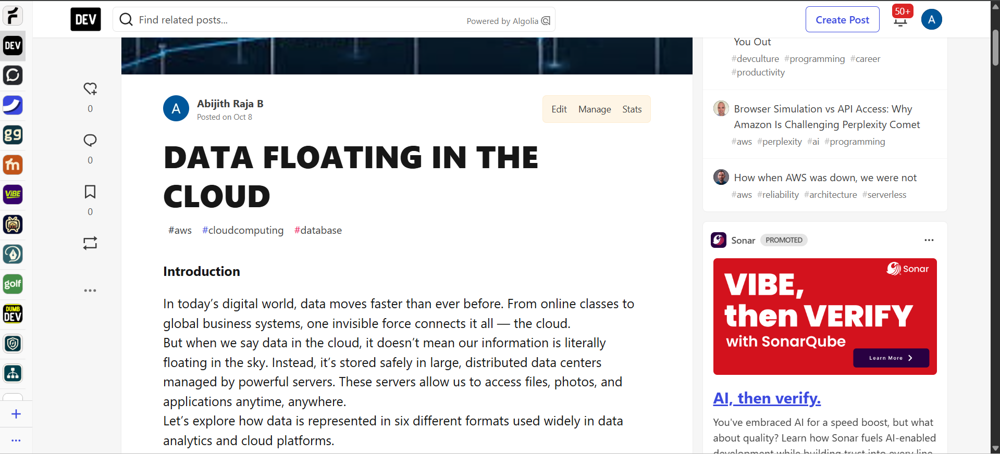 DEV
Find related posts...
Powered by Algolia
Create Post
50+
A
DEV
gg
m
ViBE
golf
DUMB
DEV
0
0
0
A
Abijith Raja B
Posted on Oct 8
Edit Manage Stats
DATA FLOATING IN THE
CLOUD
#aws #cloudcomputing #database
Introduction
In today’s digital world, data moves faster than ever before. From online classes to
global business systems, one invisible force connects it all — the cloud.
But when we say data in the cloud, it doesn’t mean our information is literally
floating in the sky. Instead, it’s stored safely in large, distributed data centers
managed by powerful servers. These servers allow us to access files, photos, and
applications anytime, anywhere.
Let’s explore how data is represented in six different formats used widely in data
analytics and cloud platforms.
You Out
#devculture #programming #career
#productivity
Browser Simulation vs API Access: Why
Amazon Is Challenging Perplexity Comet
#aws #perplexity #ai #programming
How when AWS was down, we were not
#aws #reliability #architecture #serverless
Sonar PROMOTED
Sonar
VIBE,
then VERIFY
with SonarQube
Learn More
AI, then verify.
You've embraced AI for a speed boost, but what
about quality? Learn how Sonar fuels AI-enabled
development while building trust into every line